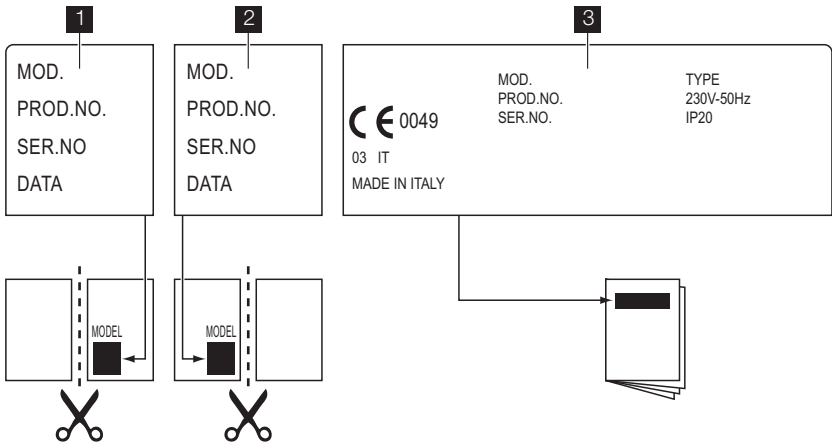 1
2
3
MOD.
PROD.NO.
SER.NO
DATA
MOD.
PROD.NO.
SER.NO
DATA
MOD.
PROD.NO.
SER.NO.
TYPE
230V-50Hz
IP20
CE 0049
03 IT
MADE IN ITALY
MODEL
MODEL